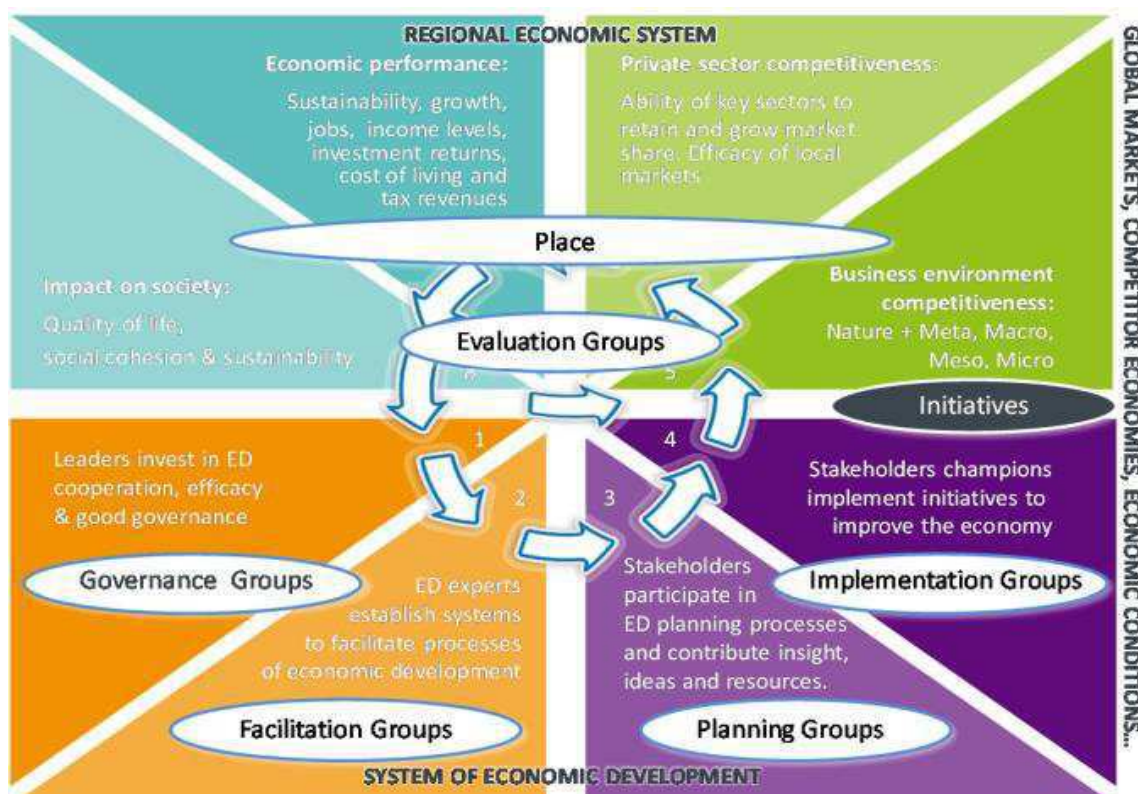 REGIONAL ECONOMIC SYSTEM
Economic performance:
Sustainability, growth,
jobs, income levels,
investment returns,
cost of living and
tax revenues
Private sector competitiveness:
Ability of key sectors to
retain and grow market
share. Efficacy of local
markets
Place
Impact on society:
Quality of life,
social cohesion & sustainability
Evaluation Groups
Business environment
competitiveness:
Nature + Meta, Macro,
Meso, Micro
5
Initiatives
1
Leaders invest in ED
cooperation, efficacy
& good governance
Governance Groups
2
ED experts
establish systems
to facilitate processes
of economic development
Facilitation Groups
3
Stakeholders
participate in
ED planning processes
and contribute insight,
ideas and resources.
Planning Groups
4
Stakeholders champions
implement initiatives to
improve the economy
Implementation Groups
SYSTEM OF ECONOMIC DEVELOPMENT
GLOBAL MARKETS, COMPETITOR ECONOMIES, ECONOMIC CONDITIONS...